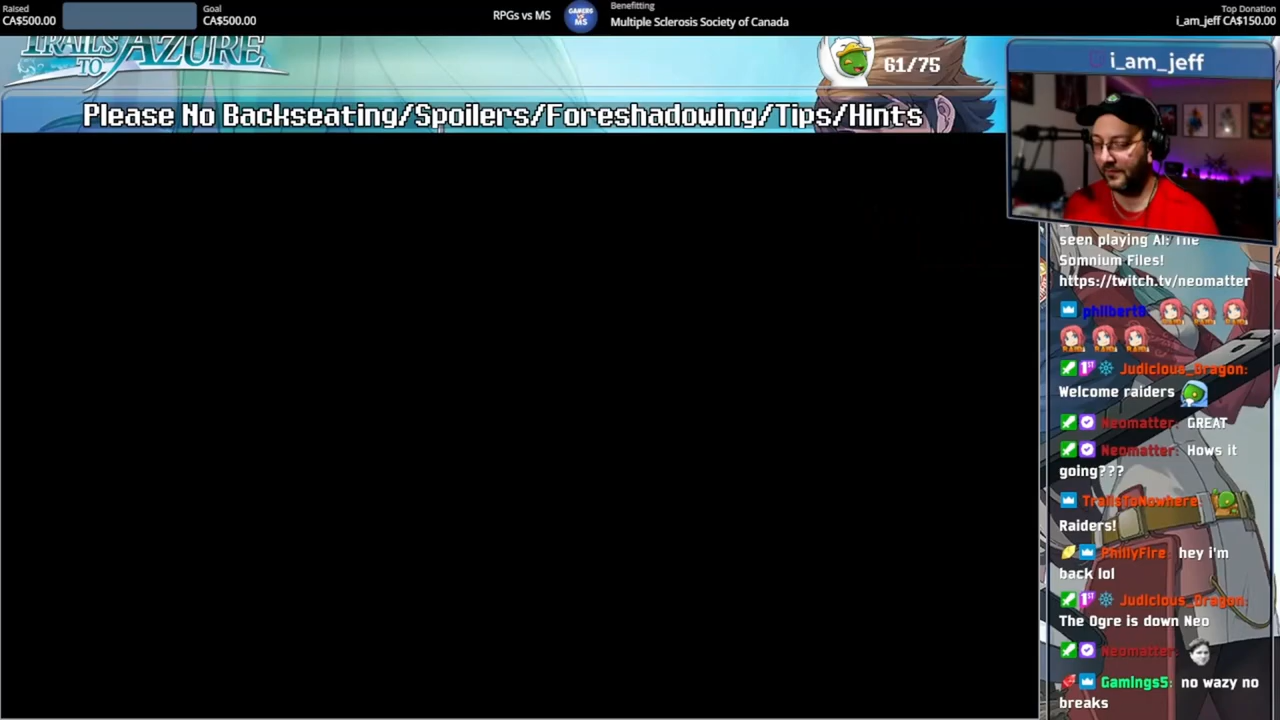 Raised
CA$500.00
Goal
CA$500.00
RPGs vs MS
GAMERS
VS
MS
Benefitting
Multiple Sclerosis Society of Canada
Top Donation
i_am_jeff CA$150.00
TRAILS
TO AZURE
61/75
i_am_jeff
Please No Backseating/Spoilers/Foreshadowing/Tips/Hints
seen playing AI: The
Somnium Files!
https://twitch.tv/neomatter
philbert0:
Judicious_Dragon:
Welcome raiders
Neomatter: GREAT
Neomatter: Hows it
going???
TrailsToNowhere:
Raiders!
PhillyFire: hey i'm
back lol
Judicious_Dragon:
The Ogre is down Neo
Neomatter:
Gamings5: no wazy no
breaks